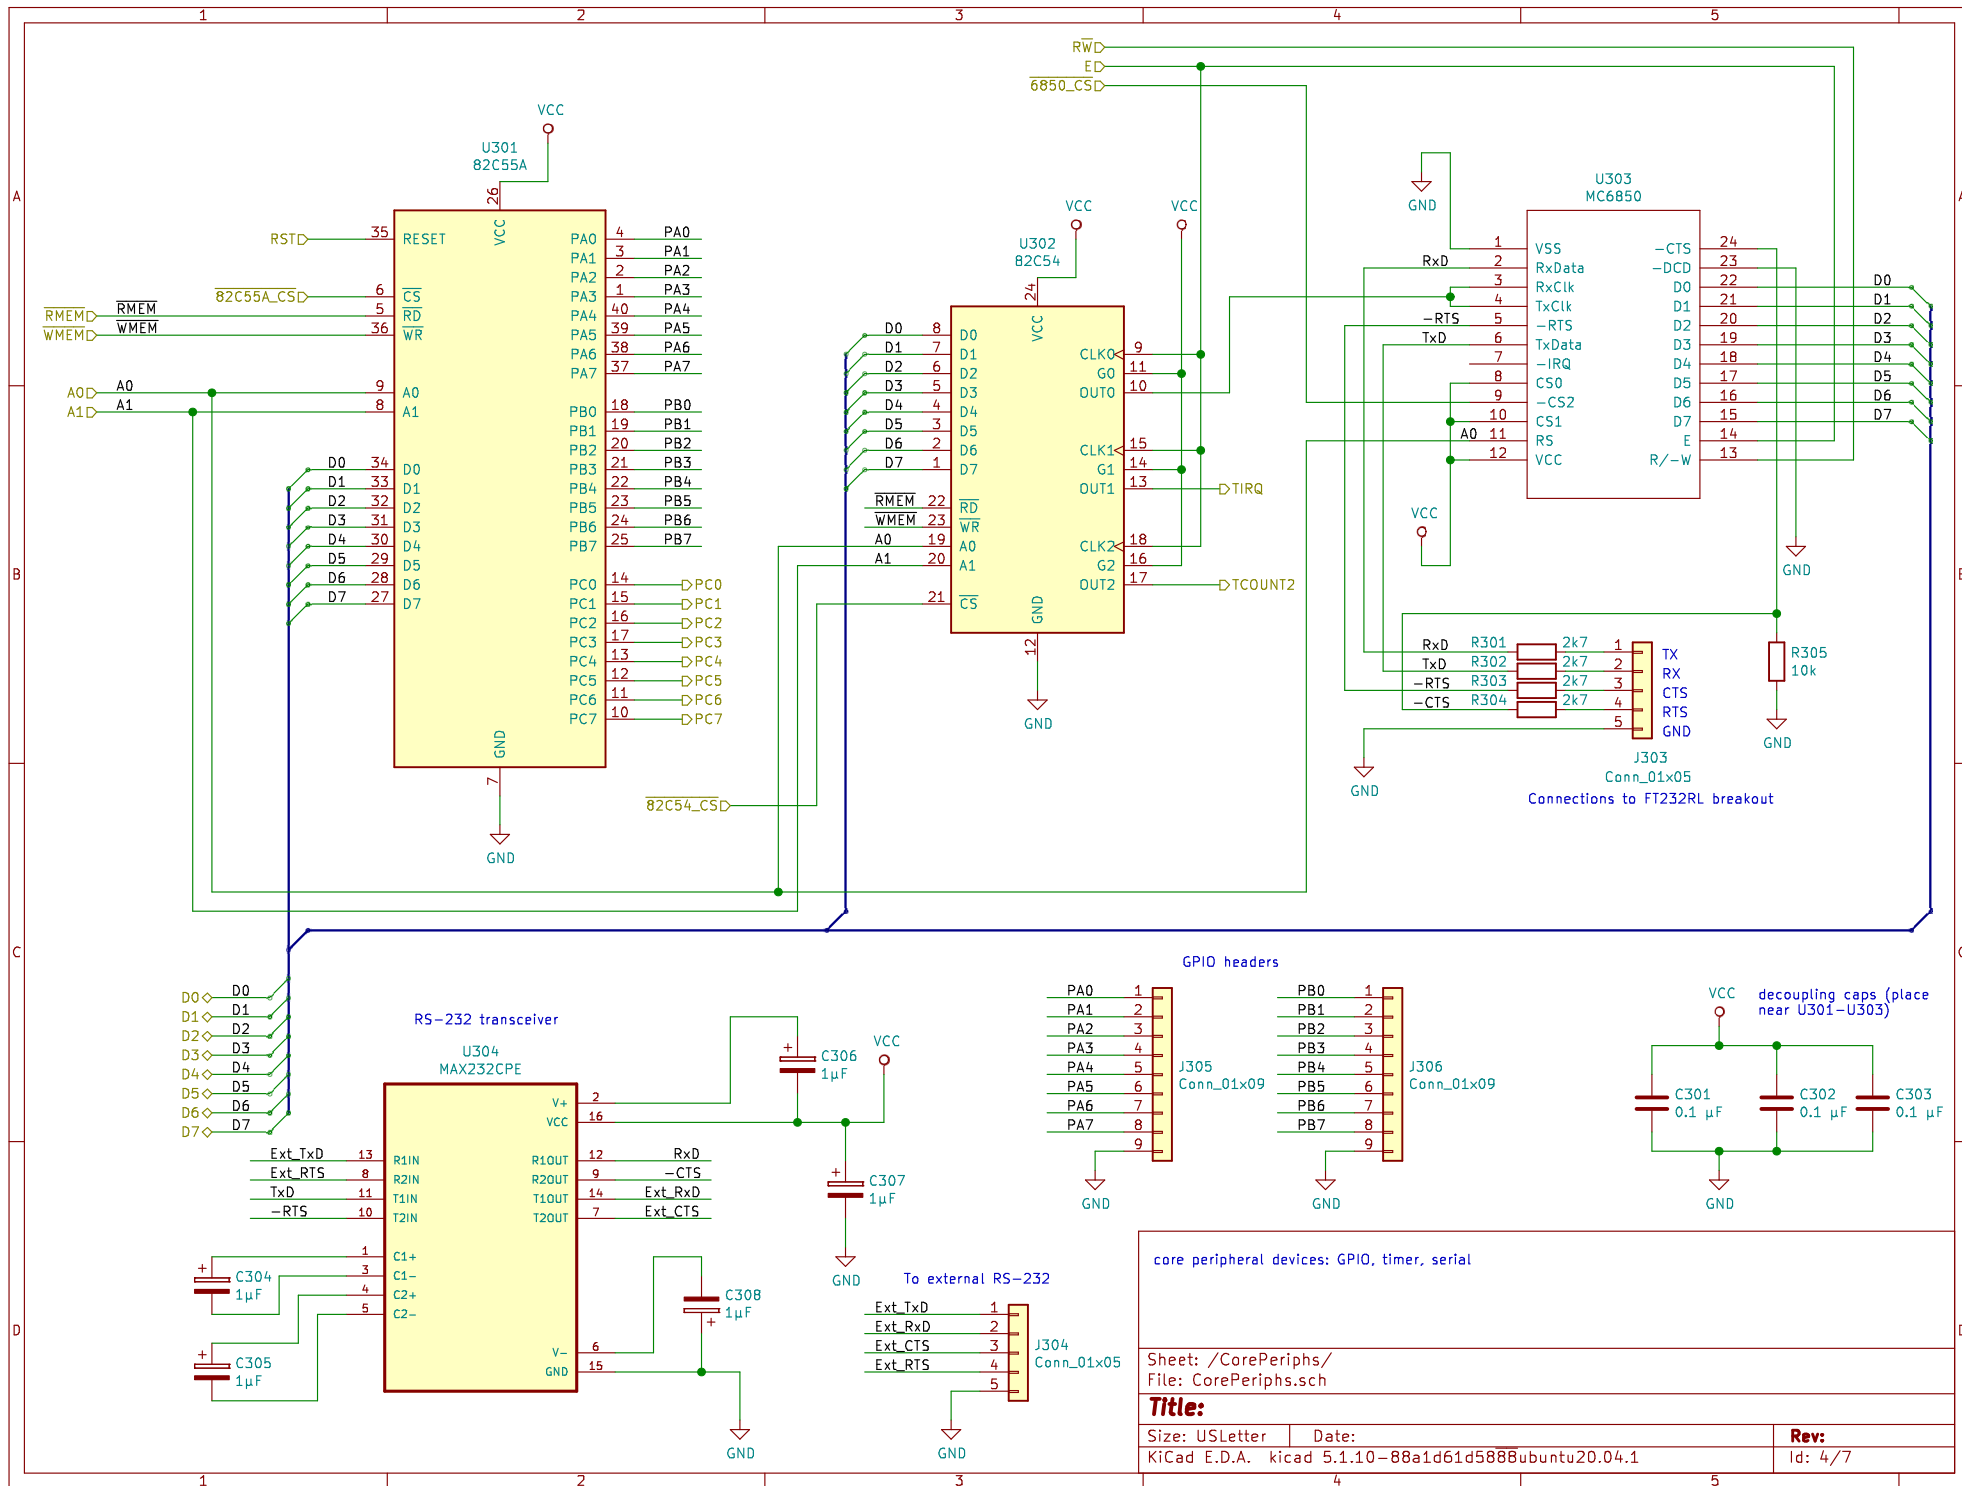 1 2 3 4 5
A
B
C
D
RW
E
6850_CS
VCC
U301
82C55A
26
VCC
RST
35 RESET
82C55A_CS
6 CS
RMEM RMEM 5 RD
WMEM WMEM 36 WR
A0 A0 9 A0
A1 A1 8 A1
D0 34 D0
D1 33 D1
D2 32 D2
D3 31 D3
D4 30 D4
D5 29 D5
D6 28 D6
D7 27 D7
PA0 4 PA0
PA1 3 PA1
PA2 2 PA2
PA3 1 PA3
PA4 40 PA4
PA5 39 PA5
PA6 38 PA6
PA7 37 PA7
PB0 18 PB0
PB1 19 PB1
PB2 20 PB2
PB3 21 PB3
PB4 22 PB4
PB5 23 PB5
PB6 24 PB6
PB7 25 PB7
PC0 14 PC0
PC1 15 PC1
PC2 16 PC2
PC3 17 PC3
PC4 13 PC4
PC5 12 PC5
PC6 11 PC6
PC7 10 PC7
GND
7
GND
82C54_CS
VCC
VCC
U302
82C54
24
VCC
D0 8 D0
D1 7 D1
D2 6 D2
D3 5 D3
D4 4 D4
D5 3 D5
D6 2 D6
D7 1 D7
RMEM 22 RD
WMEM 23 WR
A0 19 A0
A1 20 A1
21 CS
CLK0 9
G0 11
OUT0 10
CLK1 15
G1 14
OUT1 13 TIRQ
CLK2 18
G2 16
OUT2 17 TCOUNT2
GND
12
GND
GND
U303
MC6850
1 VSS
RxD 2 RxData
3 RxClk
4 TxClk
-RTS 5 -RTS
TxD 6 TxData
7 -IRQ
8 CS0
9 -CS2
10 CS1
A0 11 RS
12 VCC
-CTS 24
-DCD 23
D0 22 D0
D1 21 D1
D2 20 D2
D3 19 D3
D4 18 D4
D5 17 D5
D6 16 D6
D7 15 D7
E 14
R/-W 13
VCC
GND
RxD R301 2k7 1 TX
TxD R302 2k7 2 RX
-RTS R303 2k7 3 CTS
-CTS R304 2k7 4 RTS
5 GND
R305
10k
GND
GND
J303
Conn_01x05
Connections to FT232RL breakout
D0 D0
D1 D1
D2 D2
D3 D3
D4 D4
D5 D5
D6 D6
D7 D7
RS-232 transceiver
U304
MAX232CPE
Ext_TxD 13 R1IN
Ext_RTS 8 R2IN
TxD 11 T1IN
-RTS 10 T2IN
1 C1+
3 C1-
4 C2+
5 C2-
V+ 2
VCC 16
R1OUT 12 RxD
R2OUT 9 -CTS
T1OUT 14 Ext_RxD
T2OUT 7 Ext_CTS
V- 6
GND 15
+
C304
1µF
+
C305
1µF
+
C306
1µF
VCC
+
C307
1µF
GND
C308
1µF
+
GND
To external RS-232
Ext_TxD 1
Ext_RxD 2
Ext_CTS 3
Ext_RTS 4
5
J304
Conn_01x05
GND
GPIO headers
PA0 1
PA1 2
PA2 3
PA3 4
PA4 5
PA5 6
PA6 7
PA7 8
9
J305
Conn_01x09
GND
PB0 1
PB1 2
PB2 3
PB3 4
PB4 5
PB5 6
PB6 7
PB7 8
9
J306
Conn_01x09
GND
VCC
decoupling caps (place
near U301-U303)
C301
0.1 µF
C302
0.1 µF
C303
0.1 µF
GND
core peripheral devices: GPIO, timer, serial
Sheet: /CorePeriphs/
File: CorePeriphs.sch
Title:
Size: USLetter Date: Rev:
KiCad E.D.A. kicad 5.1.10-88a1d61d5888ubuntu20.04.1 Id: 4/7
1 2 3 4 5